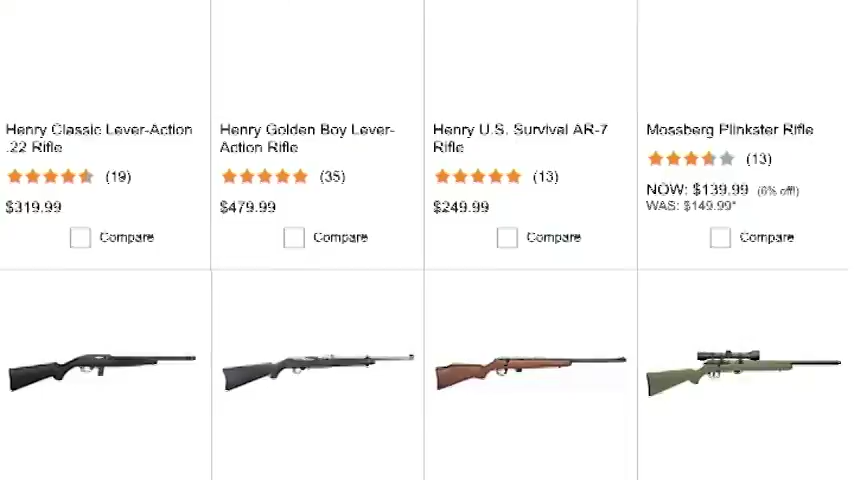 Henry Classic Lever-Action
.22 Rifle
(19)
$319.99
Compare
Henry Golden Boy Lever-
Action Rifle
(35)
$479.99
Compare
Henry U.S. Survival AR-7
Rifle
(13)
$249.99
Compare
Mossberg Plinkster Rifle
(13)
NOW: $139.99 (6% off!)
WAS: $149.99*
Compare